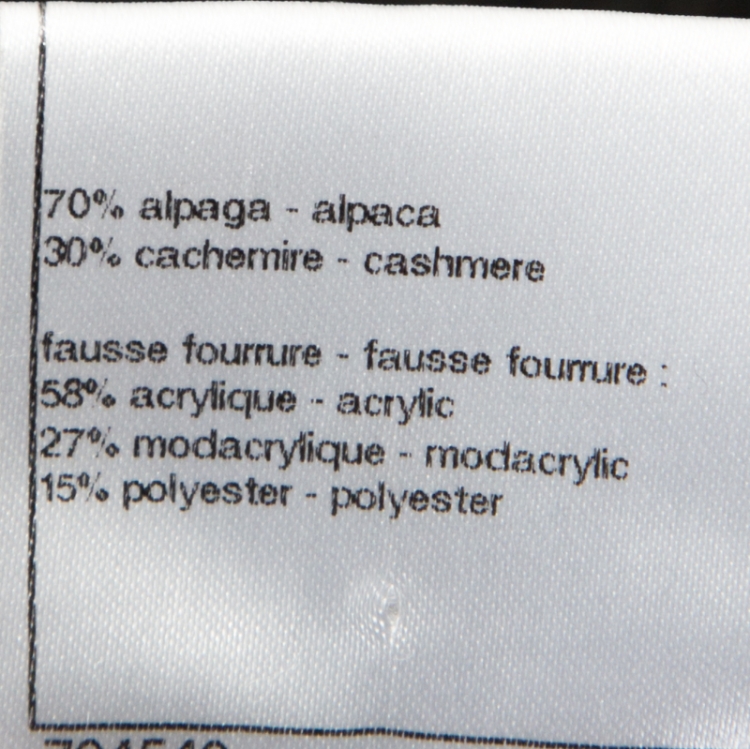 70% alpaga - alpaca
30% cachemire - cashmere
fausse fourrure - fausse fourrure :
58% acrylique - acrylic
27% modacrylique - modacrylic
15% polyester - polyester